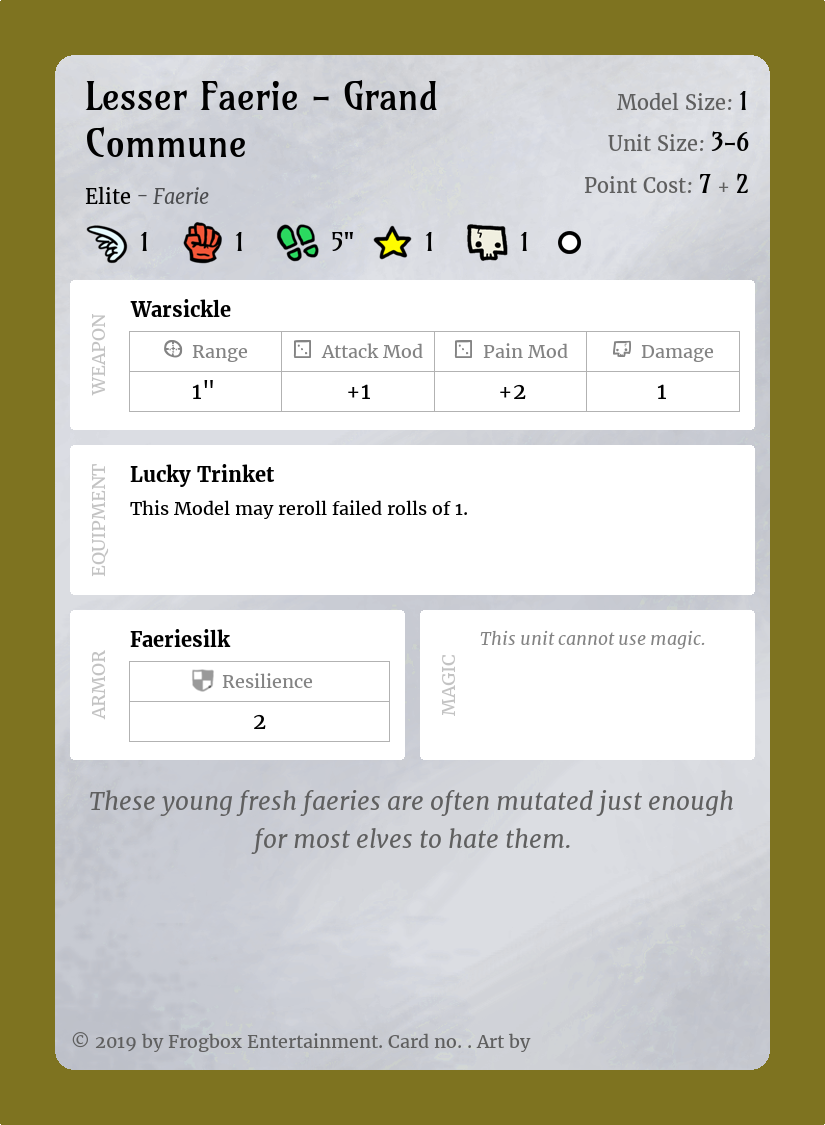 Lesser Faerie – Grand
Commune
Model Size: 1
Unit Size: 3–6
Point Cost: 7 + 2
Elite – Faerie
1 1 5" 1 1
WEAPON
Warsickle
Range Attack Mod Pain Mod Damage
1" +1 +2 1
EQUIPMENT
Lucky Trinket
This Model may reroll failed rolls of 1.
ARMOR
Faeriesilk
Resilience
2
MAGIC
This unit cannot use magic.
These young fresh faeries are often mutated just enough
for most elves to hate them.
© 2019 by Frogbox Entertainment. Card no. . Art by